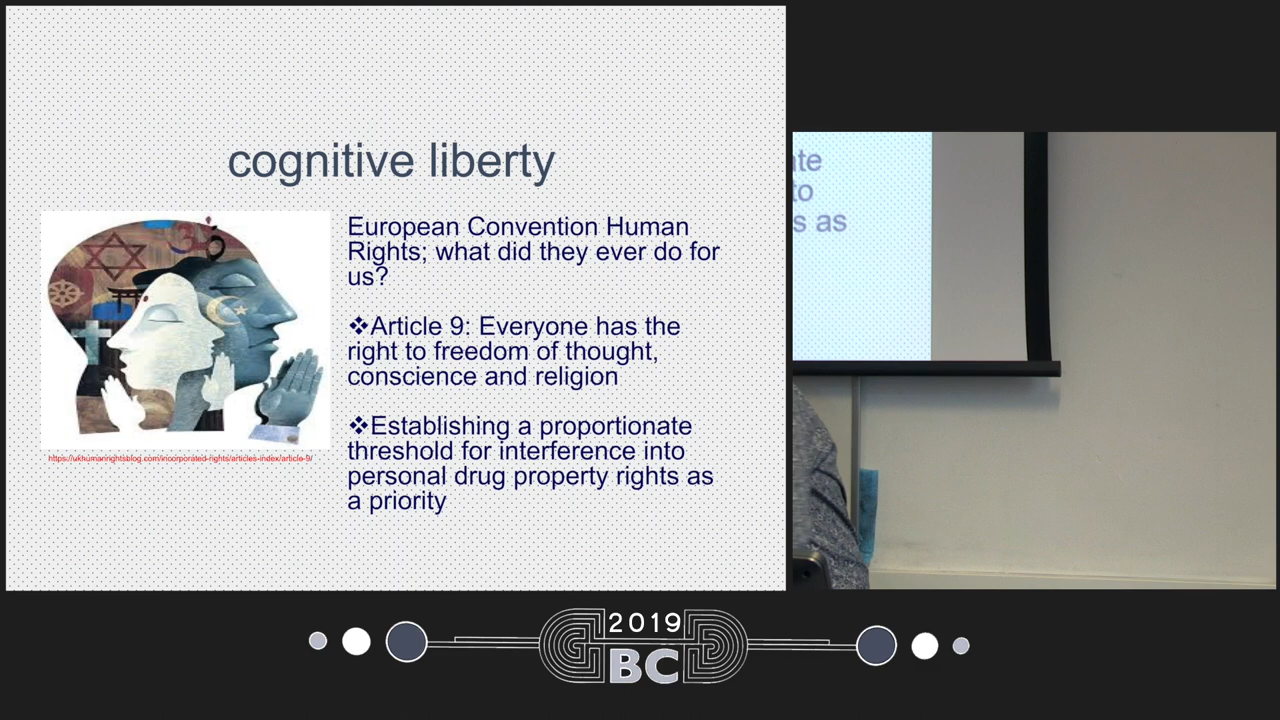 cognitive liberty
European Convention Human
Rights; what did they ever do for
us?
❖Article 9: Everyone has the
right to freedom of thought,
conscience and religion
❖Establishing a proportionate
threshold for interference into
personal drug property rights as
a priority
https://ukhumanrightsblog.com/incorporated-rights/articles-index/article-9/
to
s as
2019
BC